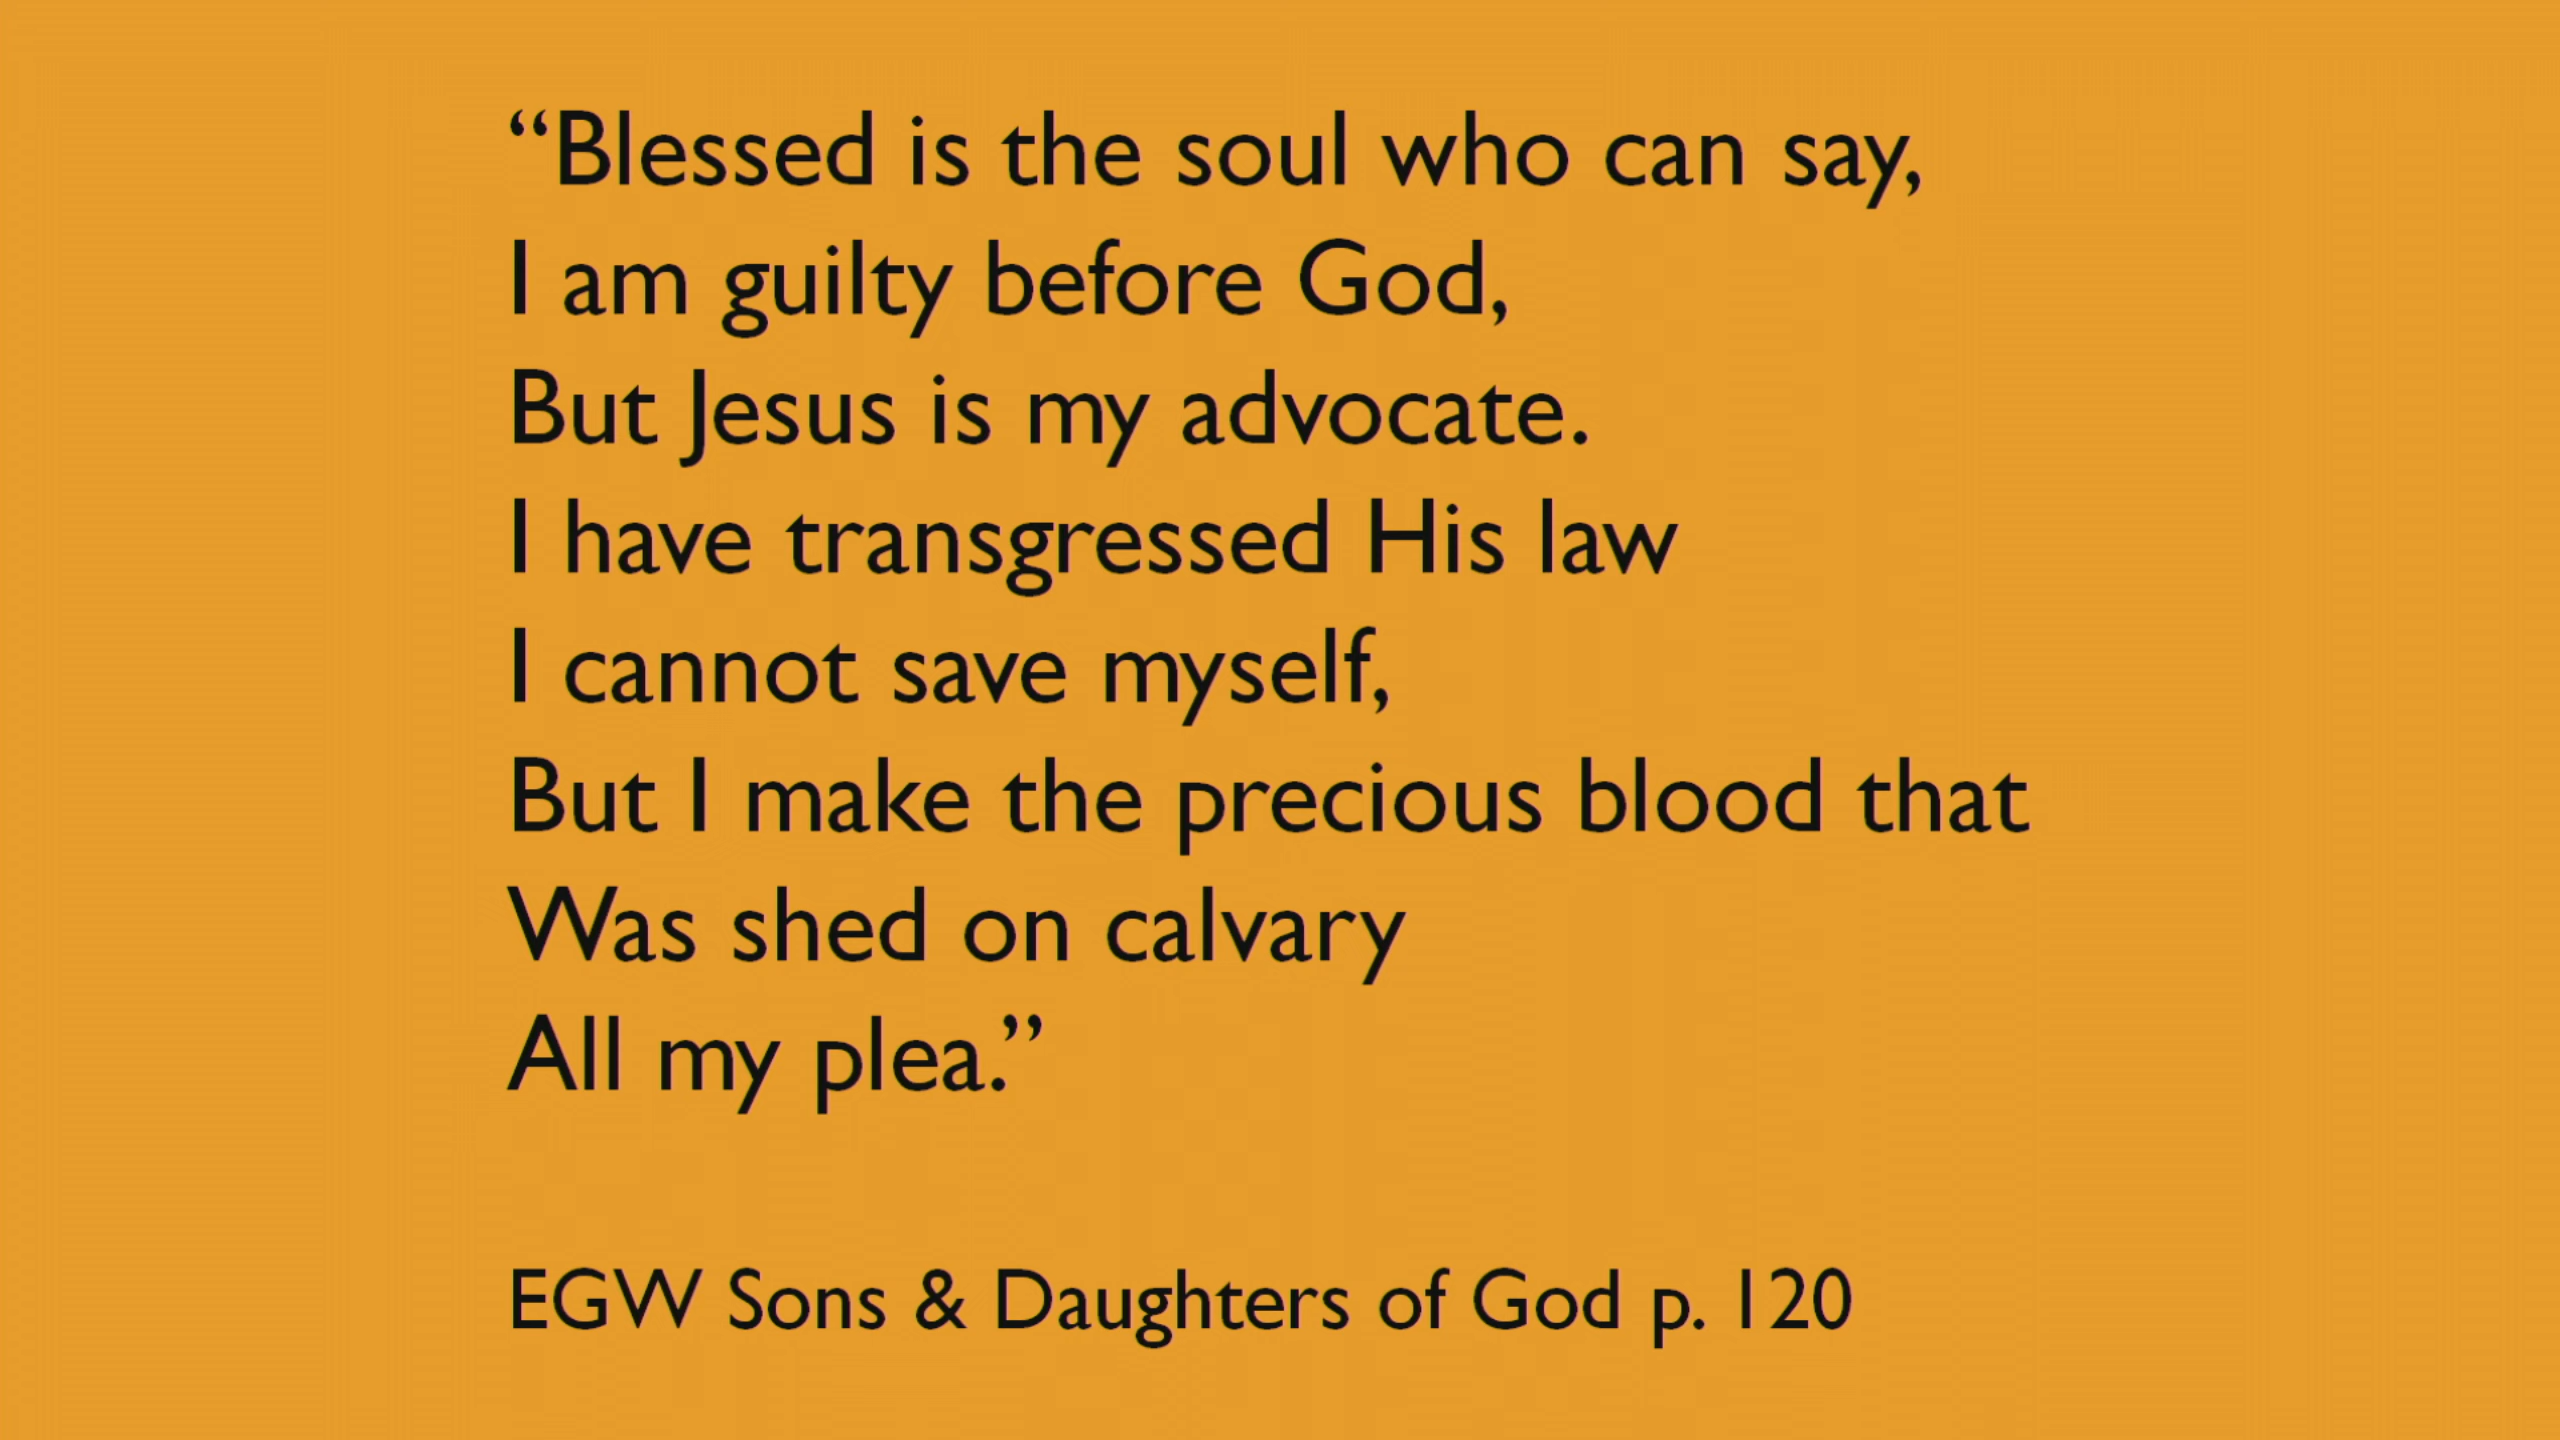 “Blessed is the soul who can say,
I am guilty before God,
But Jesus is my advocate.
I have transgressed His law
I cannot save myself,
But I make the precious blood that
Was shed on calvary
All my plea.”
EGW Sons & Daughters of God p. 120